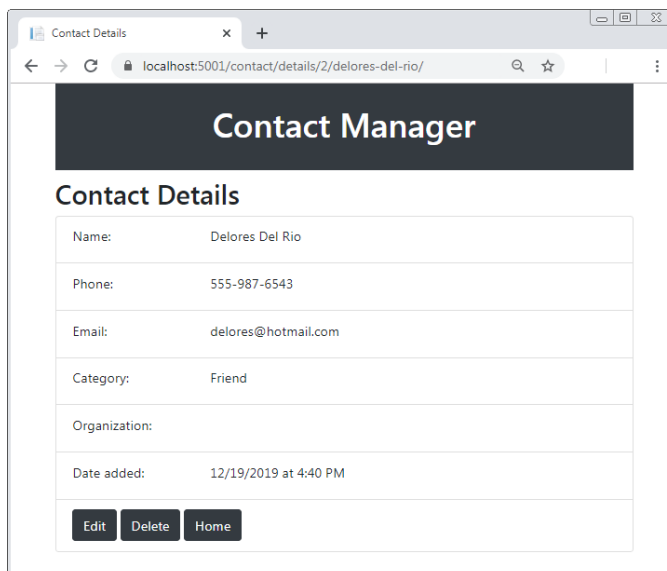 Contact Details
localhost:5001/contact/details/2/delores-del-rio/
Contact Manager
Contact Details
Name: Delores Del Rio
Phone: 555-987-6543
Email: delores@hotmail.com
Category: Friend
Organization:
Date added: 12/19/2019 at 4:40 PM
Edit Delete Home